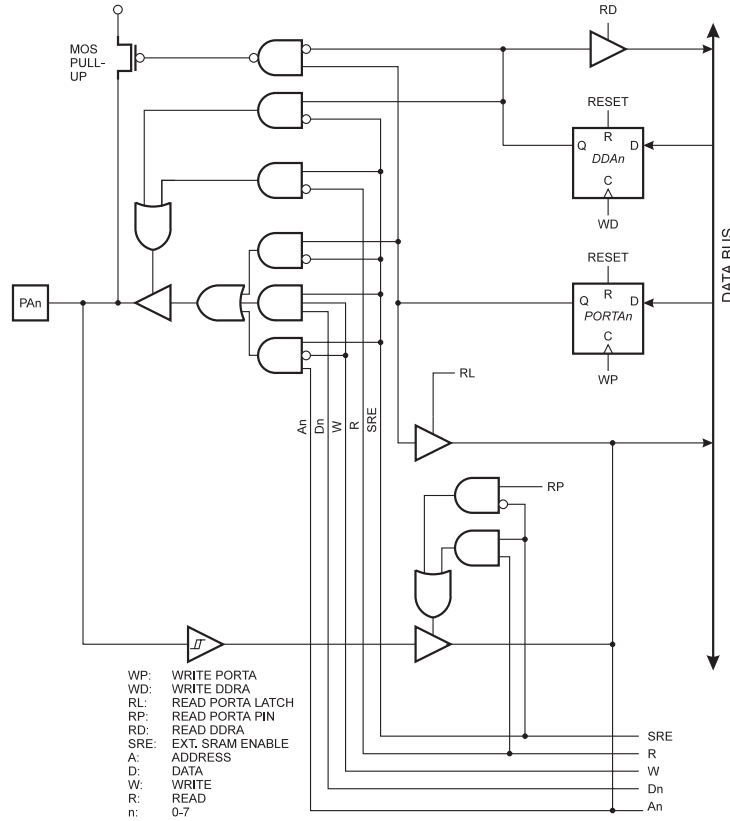 RD
MOS
PULL-
UP
RESET
R
Q
D
DDAn
C
WD
RESET
R
Q
D
PORTAn
C
WP
DATA BUS
PAn
RL
An
Dn
W
R
SRE
RP
WP: WRITE PORTA
WD: WRITE DDRA
RL: READ PORTA LATCH
RP: READ PORTA PIN
RD: READ DDRA
SRE: EXT. SRAM ENABLE
A: ADDRESS
D: DATA
W: WRITE
R: READ
n: 0-7
SRE
R
W
Dn
An